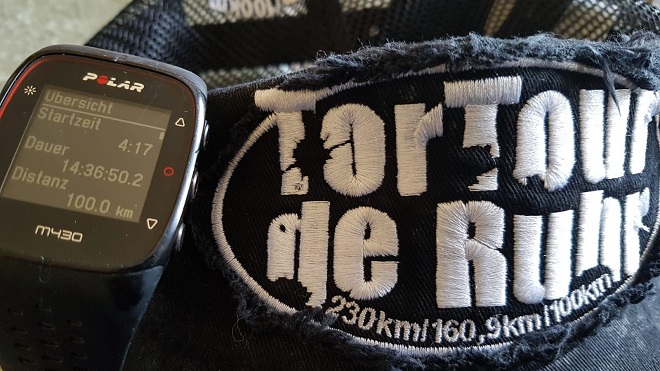 POLAR
Übersicht
Startzeit
4:17
Dauer
14:36:50.2
Distanz
100.0 km
M430
TorTour
de Ruhr
230km/160,9km/100km
/100km